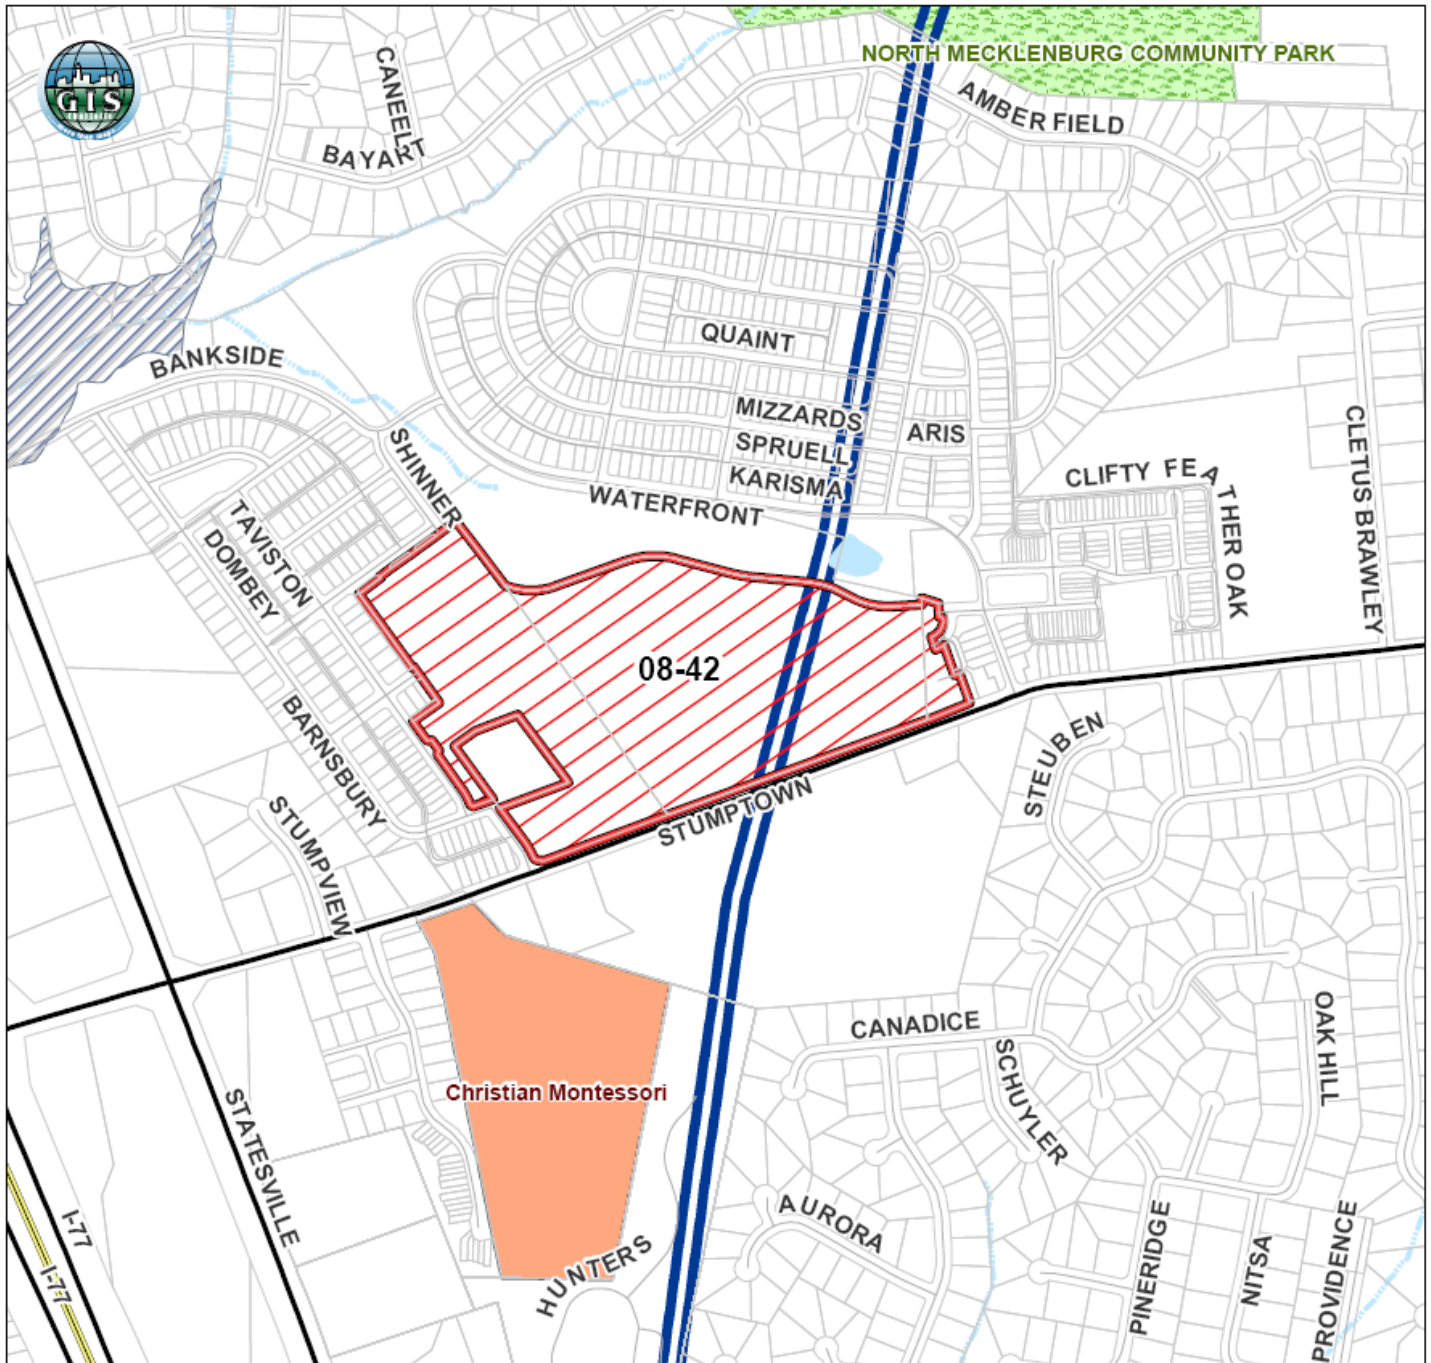 GIS
NORTH MECKLENBURG COMMUNITY PARK
CANEEL
BAYART
AMBER FIELD
QUAINT
BANKSIDE
MIZZARDS
ARIS
SPRUELL
KARISMA
SHINNER
WATERFRONT
CLIFTY FEATHER OAK
CLETUS BRAWLEY
TAVISTON
DOMBEY
08-42
BARNSBURY
STUMPTOWN
STEUBEN
STUMPVIEW
CANADICE
SCHUYLER
OAK HILL
Christian Montessori
STATESVILLE
I-77
I-77
HUNTERS
AURORA
PINERIDGE
NITSA
PROVIDENCE